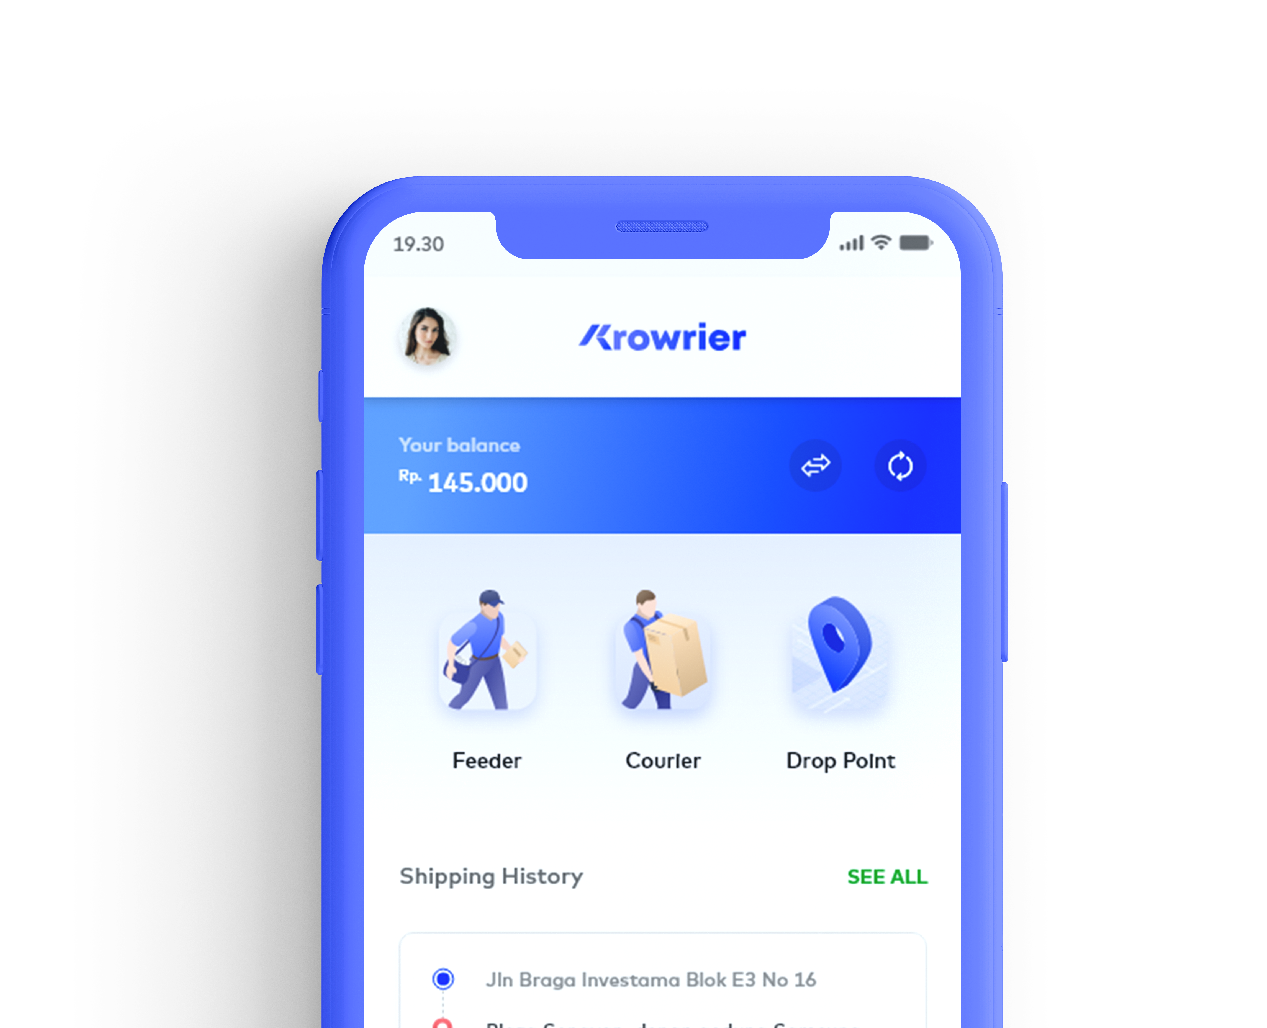 19.30
Krowrier
Your balance
Rp. 145.000
Feeder
Courier
Drop Point
Shipping History
SEE ALL
Jln Braga Investama Blok E3 No 16